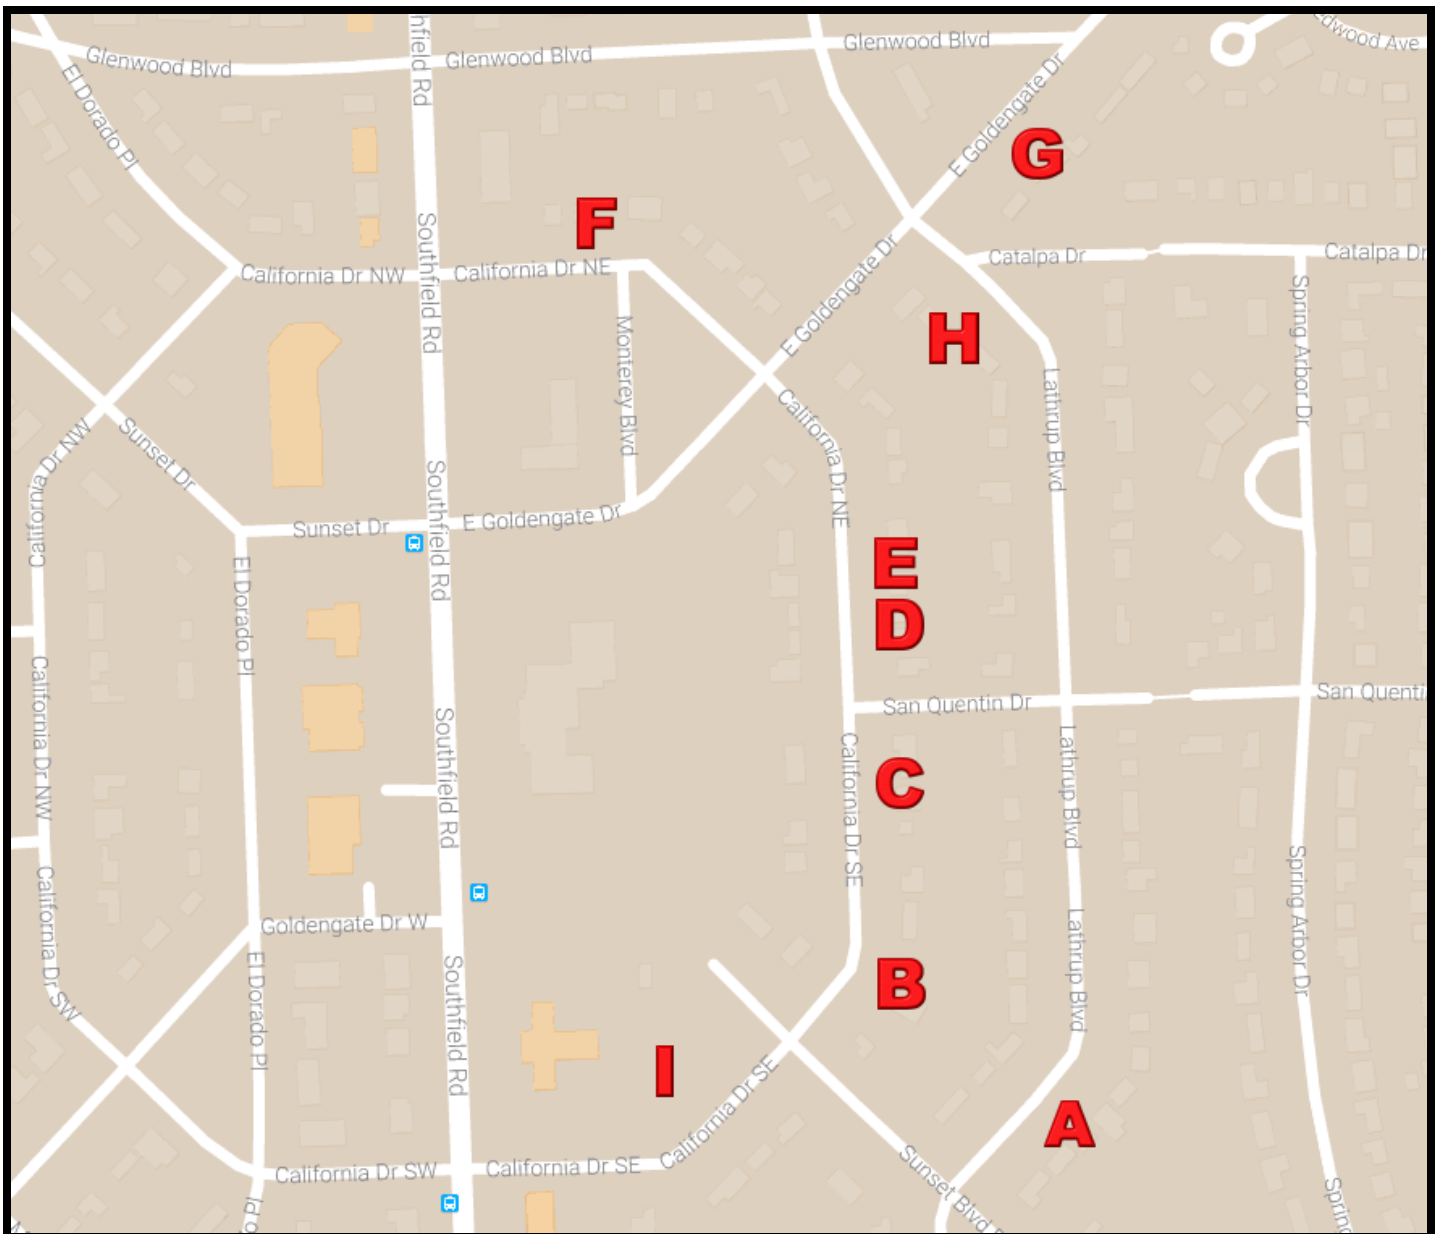 Glenwood Blvd
Glenwood Blvd
Glenwood Blvd
edwood Ave
hfield Rd
El Dorado Pl
E Goldengate Dr
G
F
Southfield Rd
California Dr NW
California Dr NE
E Goldengate Dr
Catalpa Dr
Catalpa Dr
Spring Arbor Dr
H
Monterey Blvd
Lathrup Blvd
California Dr NE
California Dr NW
Sunset Dr
Southfield Rd
Sunset Dr
E Goldengate Dr
E
D
El Dorado Pl
California Dr NW
San Quentin Dr
San Quenti
Southfield Rd
California Dr SE
C
Lathrup Blvd
Spring Arbor Dr
California Dr SW
Goldengate Dr W
Lathrup Blvd
El Dorado Pl
Southfield Rd
B
I
California Dr SE
A
California Dr SW
California Dr SE
Sunset Blvd
Spring